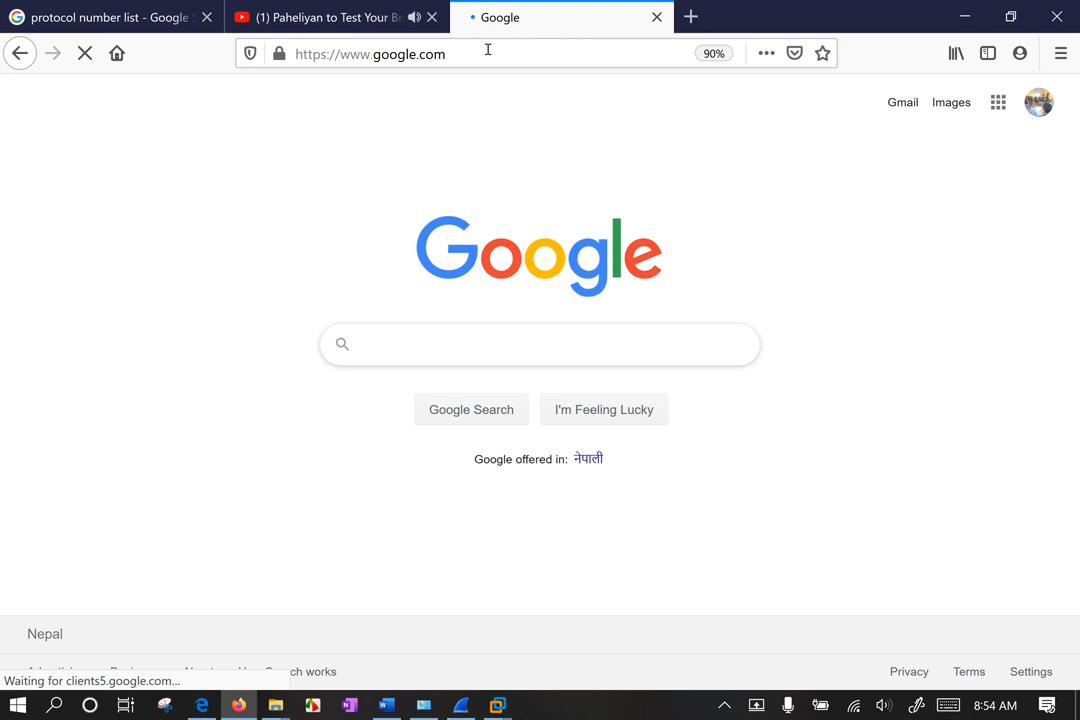 protocol number list - Google
(1) Paheliyan to Test Your Br
Google
https://www.google.com
90%
Gmail
Images
Google
Google Search
I'm Feeling Lucky
Google offered in: नेपाली
Nepal
ch works
Privacy
Terms
Settings
Waiting for clients5.google.com...
8:54 AM